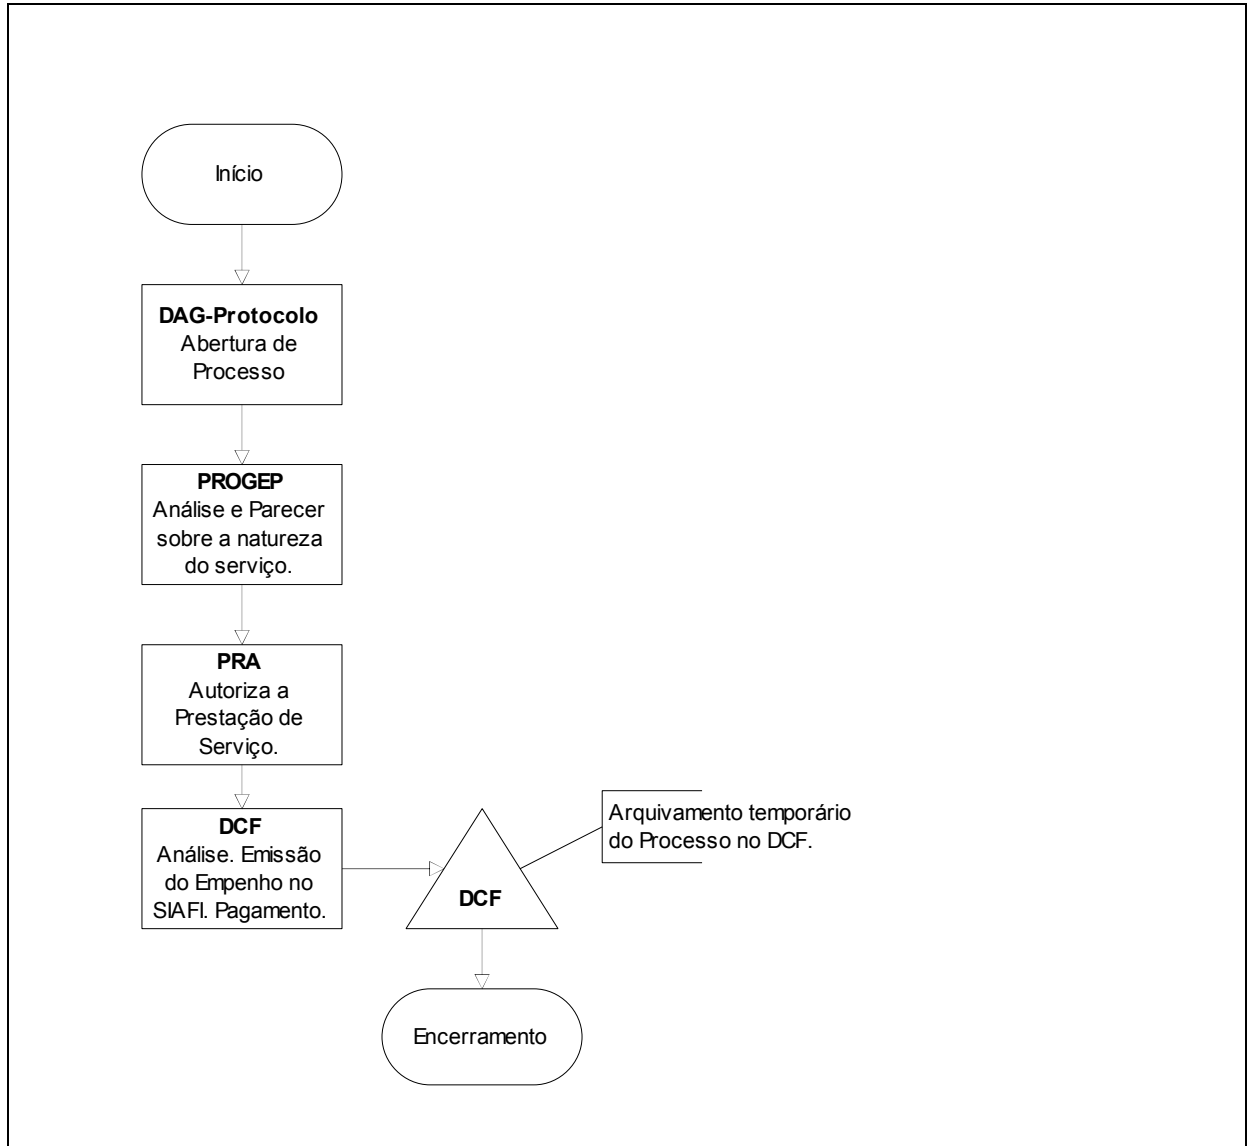 Início
DAG-Protocolo
Abertura de
Processo
PROGEP
Análise e Parecer
sobre a natureza
do serviço.
PRA
Autoriza a
Prestação de
Serviço.
DCF
Análise. Emissão
do Empenho no
SIAFI. Pagamento.
Arquivamento temporário
do Processo no DCF.
DCF
Encerramento